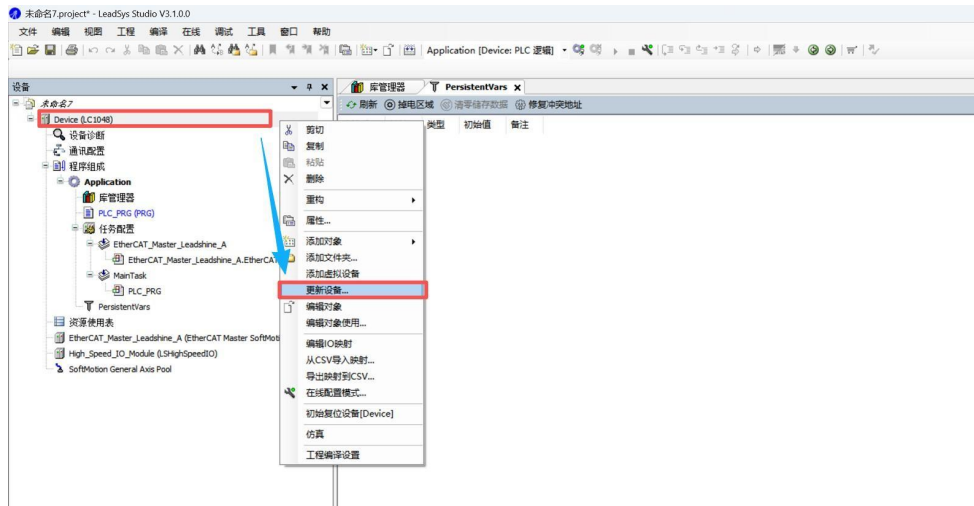 未命名7.project* - LeadSys Studio V3.1.0.0
文件 编辑 视图 工程 编译 在线 调试 工具 窗口 帮助
Application [Device: PLC 逻辑]
设备
库管理器 PersistentVars
未命名7
刷新 掉电区域 清零储存数据 修复冲突地址
Device (LC1048)
类型 初始值 备注
设备诊断
通讯配置
程序组成
Application
库管理器
PLC_PRG (PRG)
任务配置
EtherCAT_Master_Leadshine_A
EtherCAT_Master_Leadshine_A.EtherCAT
MainTask
PLC_PRG
PersistentVars
资源使用表
EtherCAT_Master_Leadshine_A (EtherCAT Master SoftMoti
High_Speed_IO_Module (LSHighSpeedIO)
SoftMotion General Axis Pool
剪切
复制
粘贴
删除
重构
属性...
添加对象
添加文件夹...
添加虚拟设备
更新设备...
编辑对象
编辑对象使用...
编辑IO映射
从CSV导入映射...
导出映射到CSV...
在线配置模式...
初始复位设备[Device]
仿真
工程编译设置